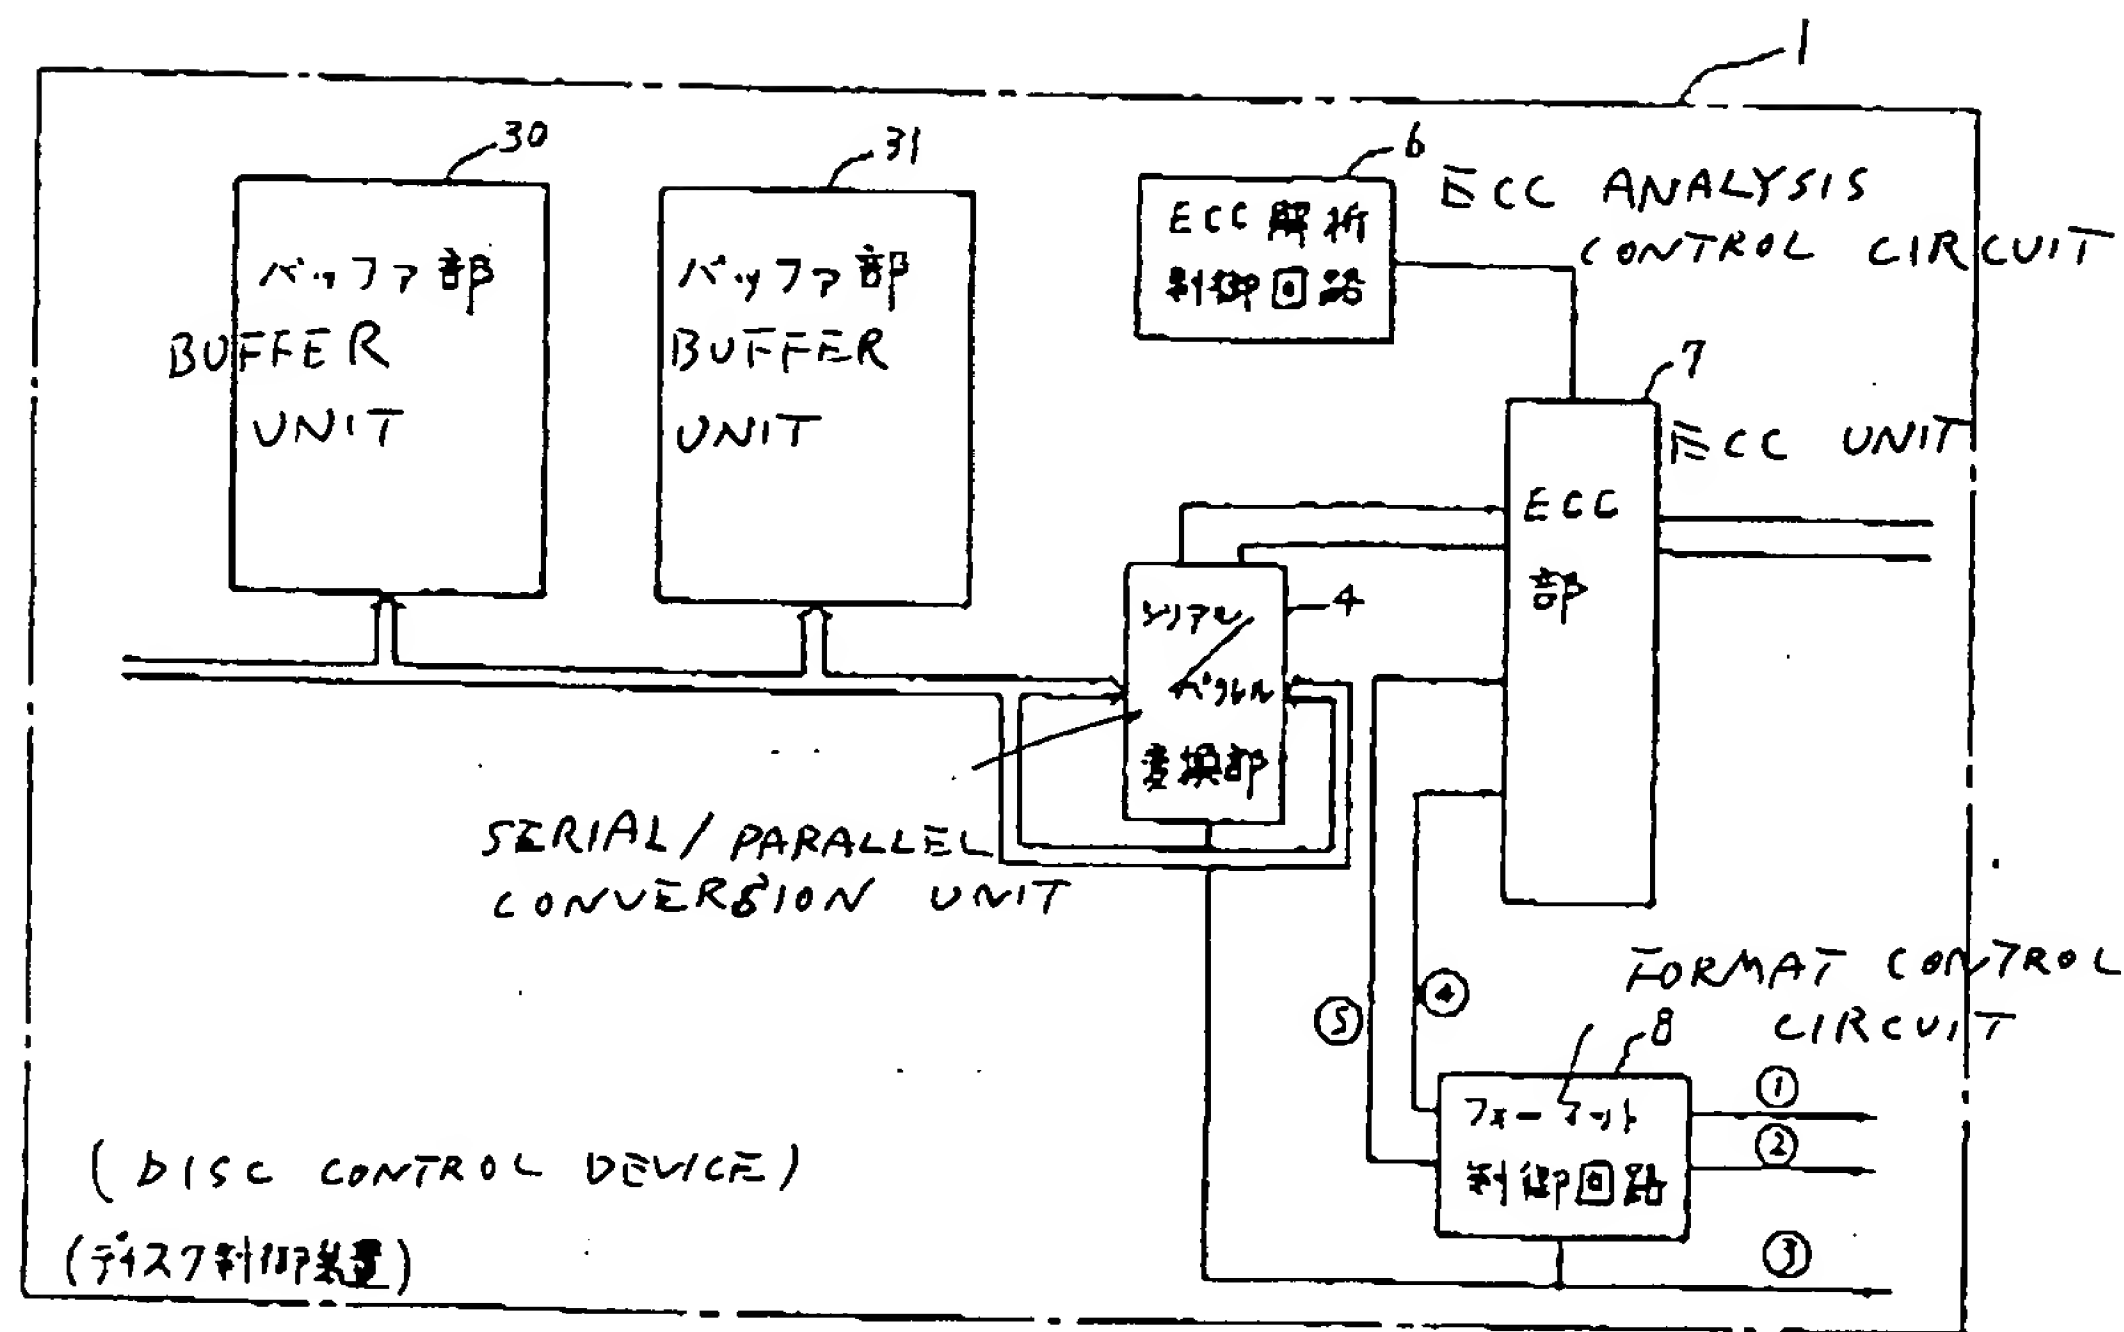 1
30
バッファ部
BUFFER
UNIT
31
バッファ部
BUFFER
UNIT
6
ECC解析
制御回路
ECC ANALYSIS
CONTROL CIRCUIT
7
ECC UNIT
ECC
部
4
シリアル
/
パラレル
変換部
SERIAL/PARALLEL
CONVERSION UNIT
⑤
④
FORMAT CONTROL
CIRCUIT
8
フォーマット
制御回路
①
②
③
(DISC CONTROL DEVICE)
(ディスク制御装置)